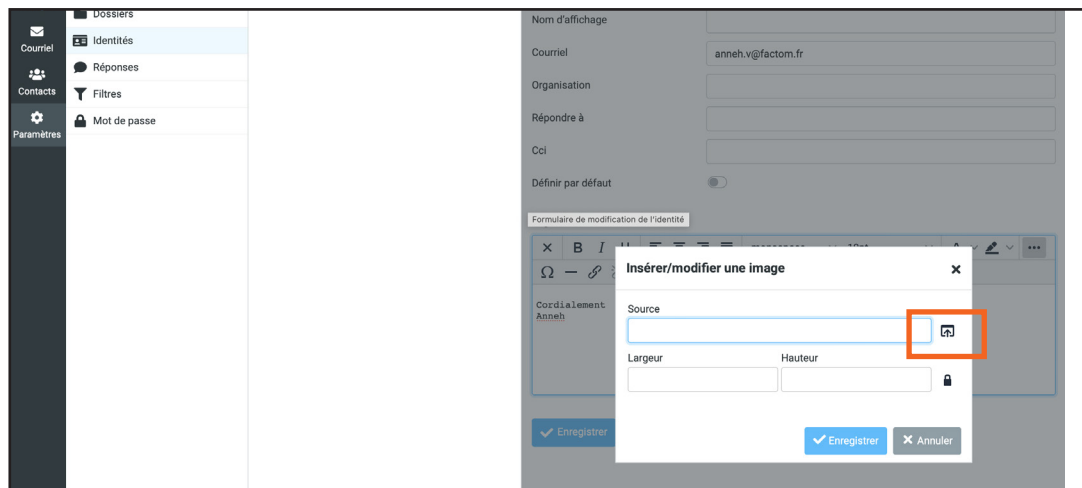 Courriel
Contacts
Paramètres
Dossiers
Identités
Réponses
Filtres
Mot de passe
Nom d'affichage
Courriel
anneh.v@factom.fr
Organisation
Répondre à
Cci
Définir par défaut
Formulaire de modification de l'identité
B I U
10pt
Ω
Cordialement
Anneh
Enregistrer
Insérer/modifier une image
Source
Largeur
Hauteur
Enregistrer
Annuler